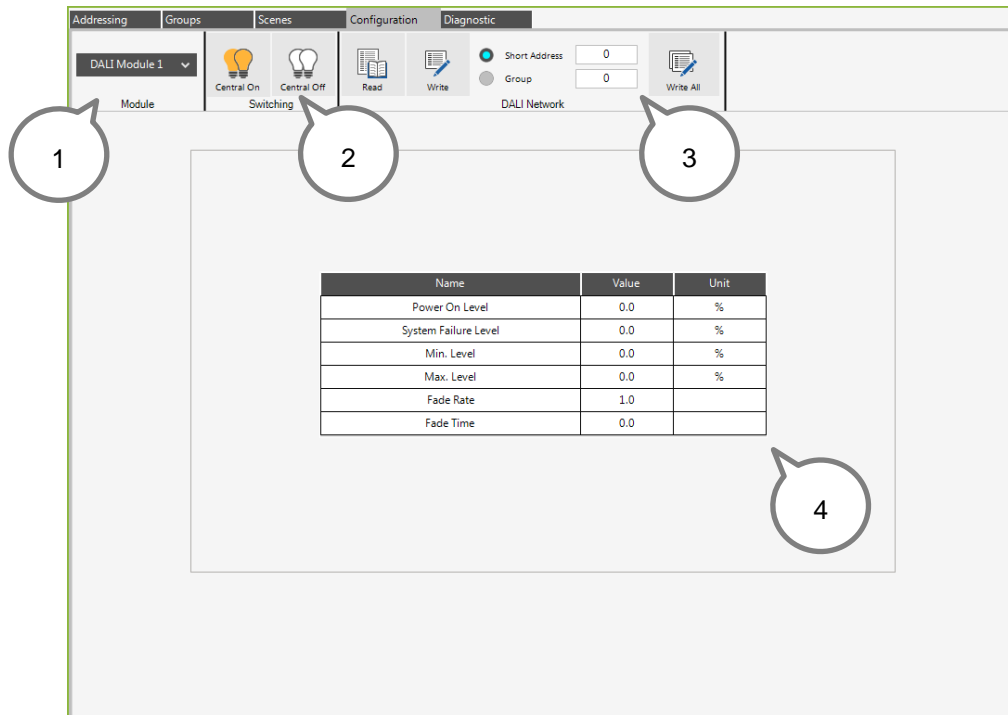 Addressing Groups Scenes Configuration Diagnostic
DALI Module 1
Module
Central On Central Off
Switching
Read Write
Short Address 0
Group 0
Write All
DALI Network
1 2 3
Name Value Unit
Power On Level 0.0 %
System Failure Level 0.0 %
Min. Level 0.0 %
Max. Level 0.0 %
Fade Rate 1.0
Fade Time 0.0
4